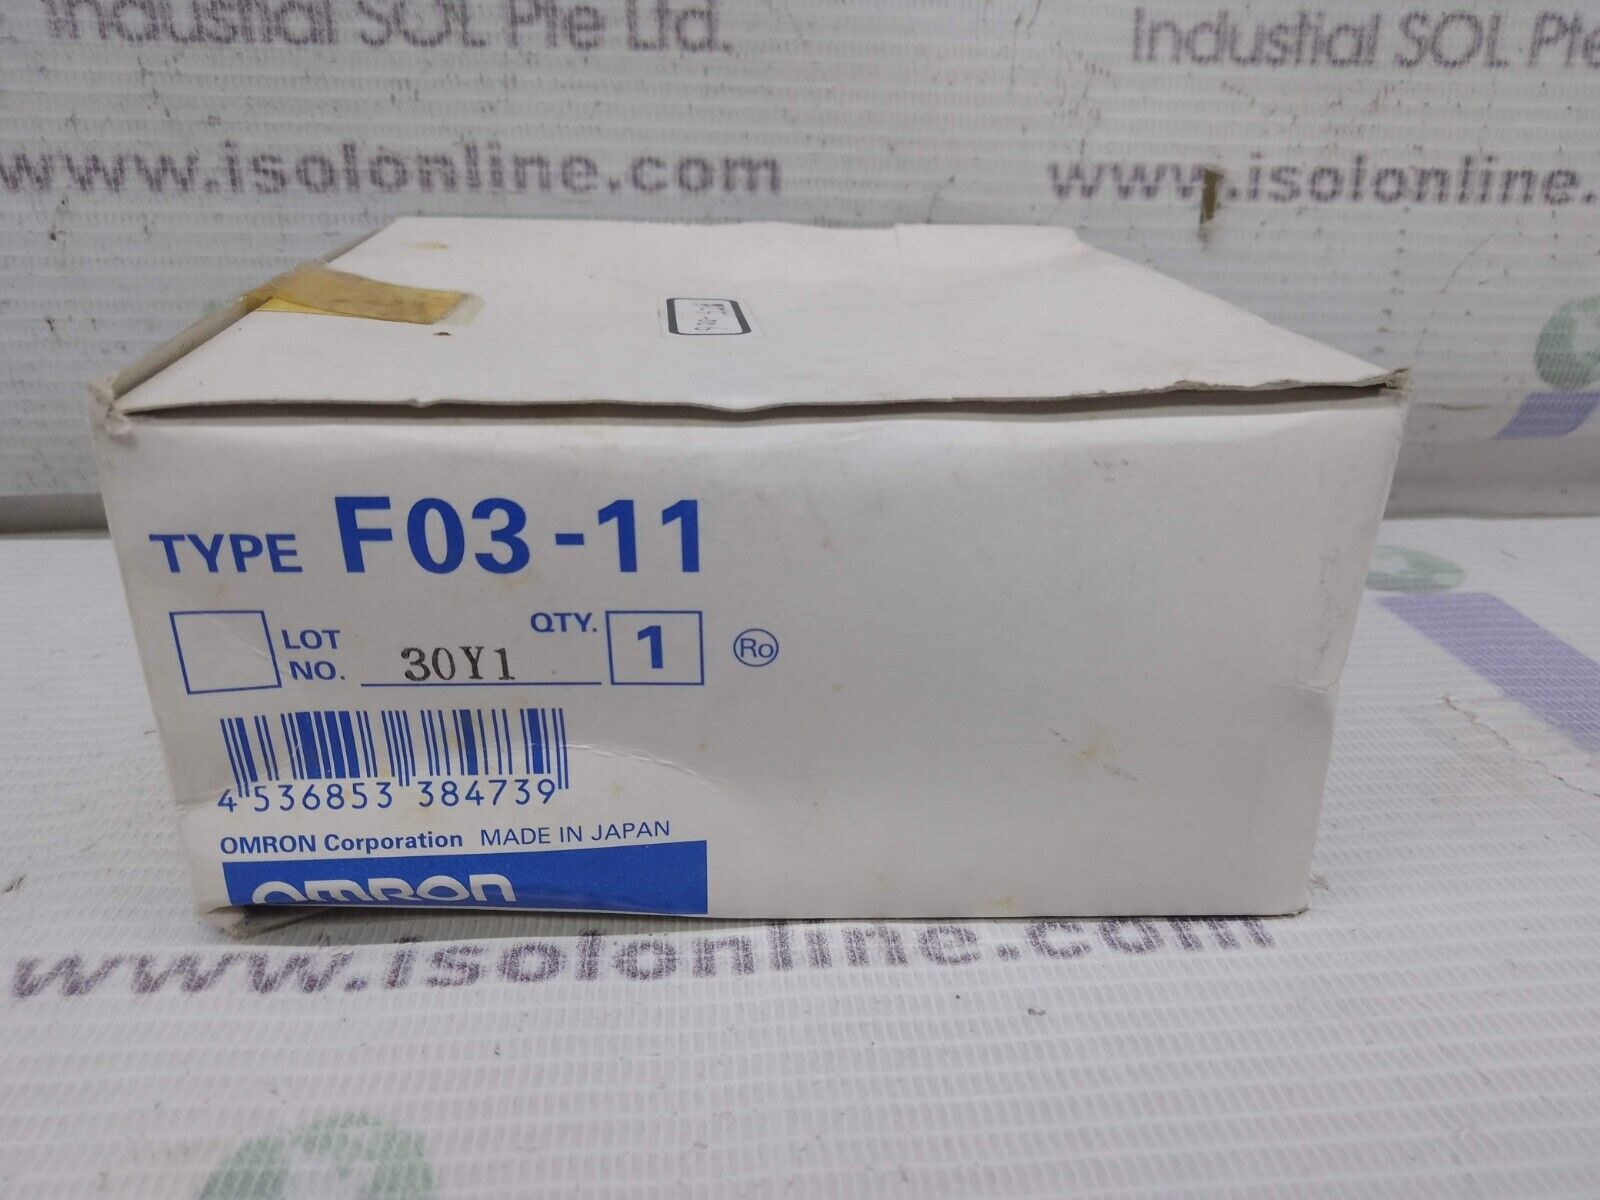 Industial SOL Pte Ltd.
Industial SOL Pte
www.isolonline.com
www.isolonline.
TYPE F03-11
LOT NO. 30Y1 QTY. 1 Ro
4 536853 384739
OMRON Corporation MADE IN JAPAN
OMRON
www.isolonline.com